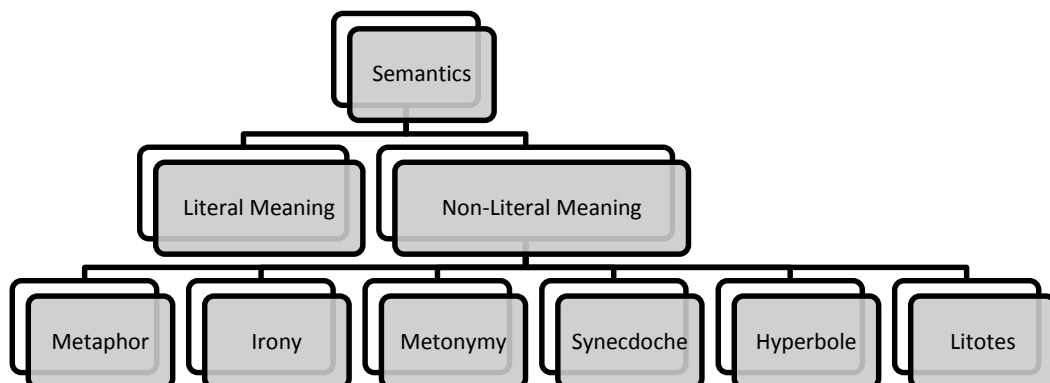 Semantics
Literal Meaning
Non-Literal Meaning
Metaphor
Irony
Metonymy
Synecdoche
Hyperbole
Litotes